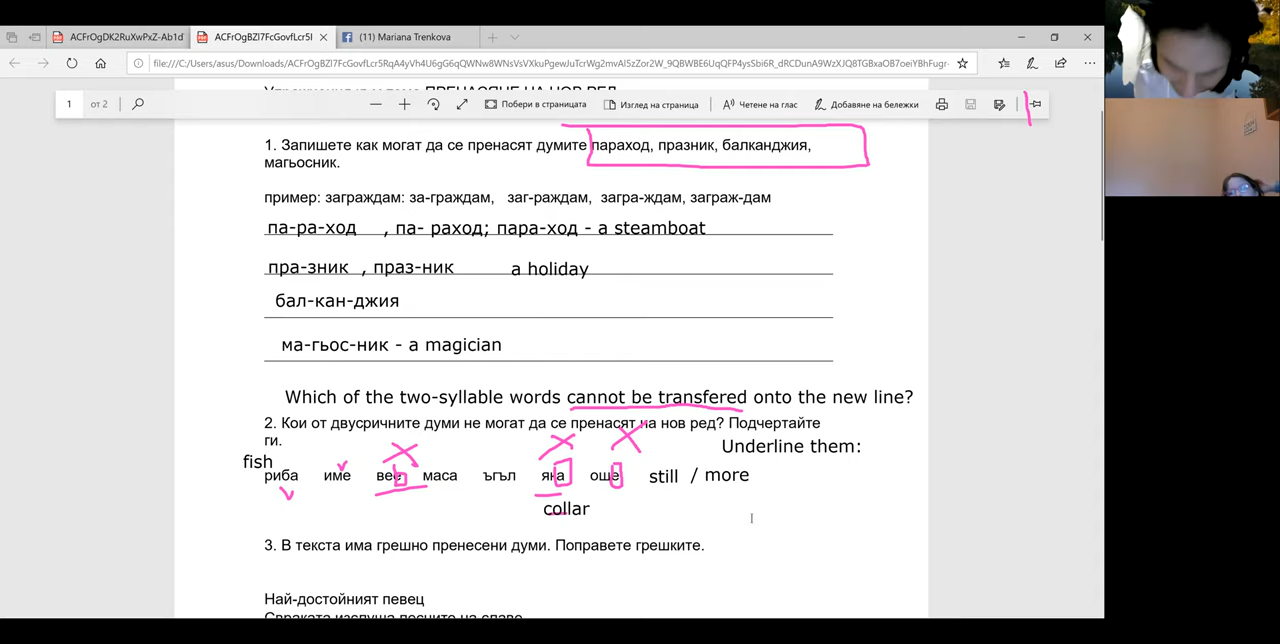 ACFrOgDK2RuXwPxZ-Ab1d
ACFrOgBZl7FcGovfLcr5l
(11) Mariana Trenkova
file:///C:/Users/asus/Downloads/ACFrOgBZl7FcGovfLcr5RqA4yVh4U6gG6qQWNw8WNsVsVXkuPgewJuTcrWg2mvAI5zZor2W_9QBWBE6UqQFP4ysSbi6R_dRCDunA9WzXJQ8TGBxaOB7oeiYBhFugr-
1 от 2
Побери в страницата
Изглед на страница
Четене на глас
Добавяне на бележки
1. Запишете как могат да се пренасят думите параход, празник, балканджия,
магьосник.
пример: заграждам: за-граждам, заг-раждам, загра-ждам, заграж-дам
па-ра-ход , па- раход; пара-ход - a steamboat
пра-зник , праз-ник a holiday
бал-кан-джия
ма-гьос-ник - a magician
Which of the two-syllable words cannot be transfered onto the new line?
2. Кои от двусричните думи не могат да се пренасят на нов ред? Подчертайте
ги.
Underline them:
fish
риба име маса ъгъл яка още still / more
collar
3. В текста има грешно пренесени думи. Поправете грешките.
Най-достойният певец